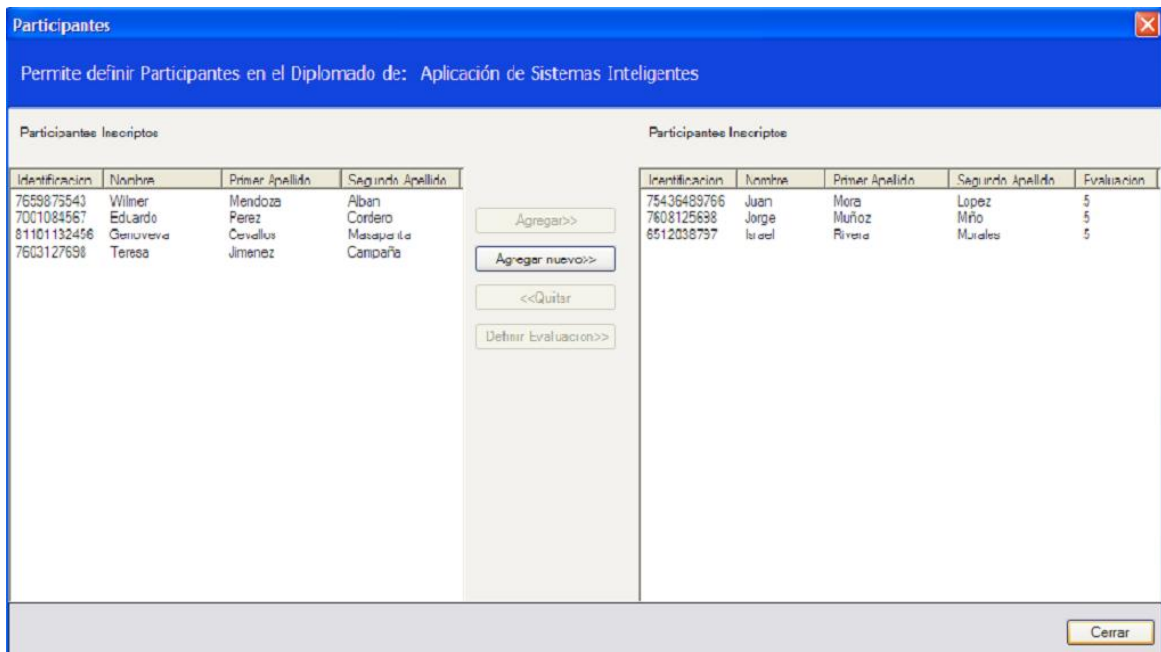 Participantes
Permite definir Participantes en el Diplomado de: Aplicación de Sistemas Inteligentes
Participantes Inscriptos
Participantes Inscriptos
Identificacion Nombre Primer Apellido Segundo Apellido
7659876543 Wilmer Mendoza Alban
7001084567 Eduardo Perez Cordero
81101132456 Genoveva Cevallos Masapanta
7603127698 Teresa Jimenez Campaña
Agregar>>
Agregar nuevo>>
<<Quitar
Definir Evaluacion>>
Identificacion Nombre Primer Apellido Segundo Apellido Evaluacion
75436489766 Juan Mora Lopez 5
7608125698 Jorge Muñoz Miño 5
6512038797 Israel Rivera Morales 5
Cerrar